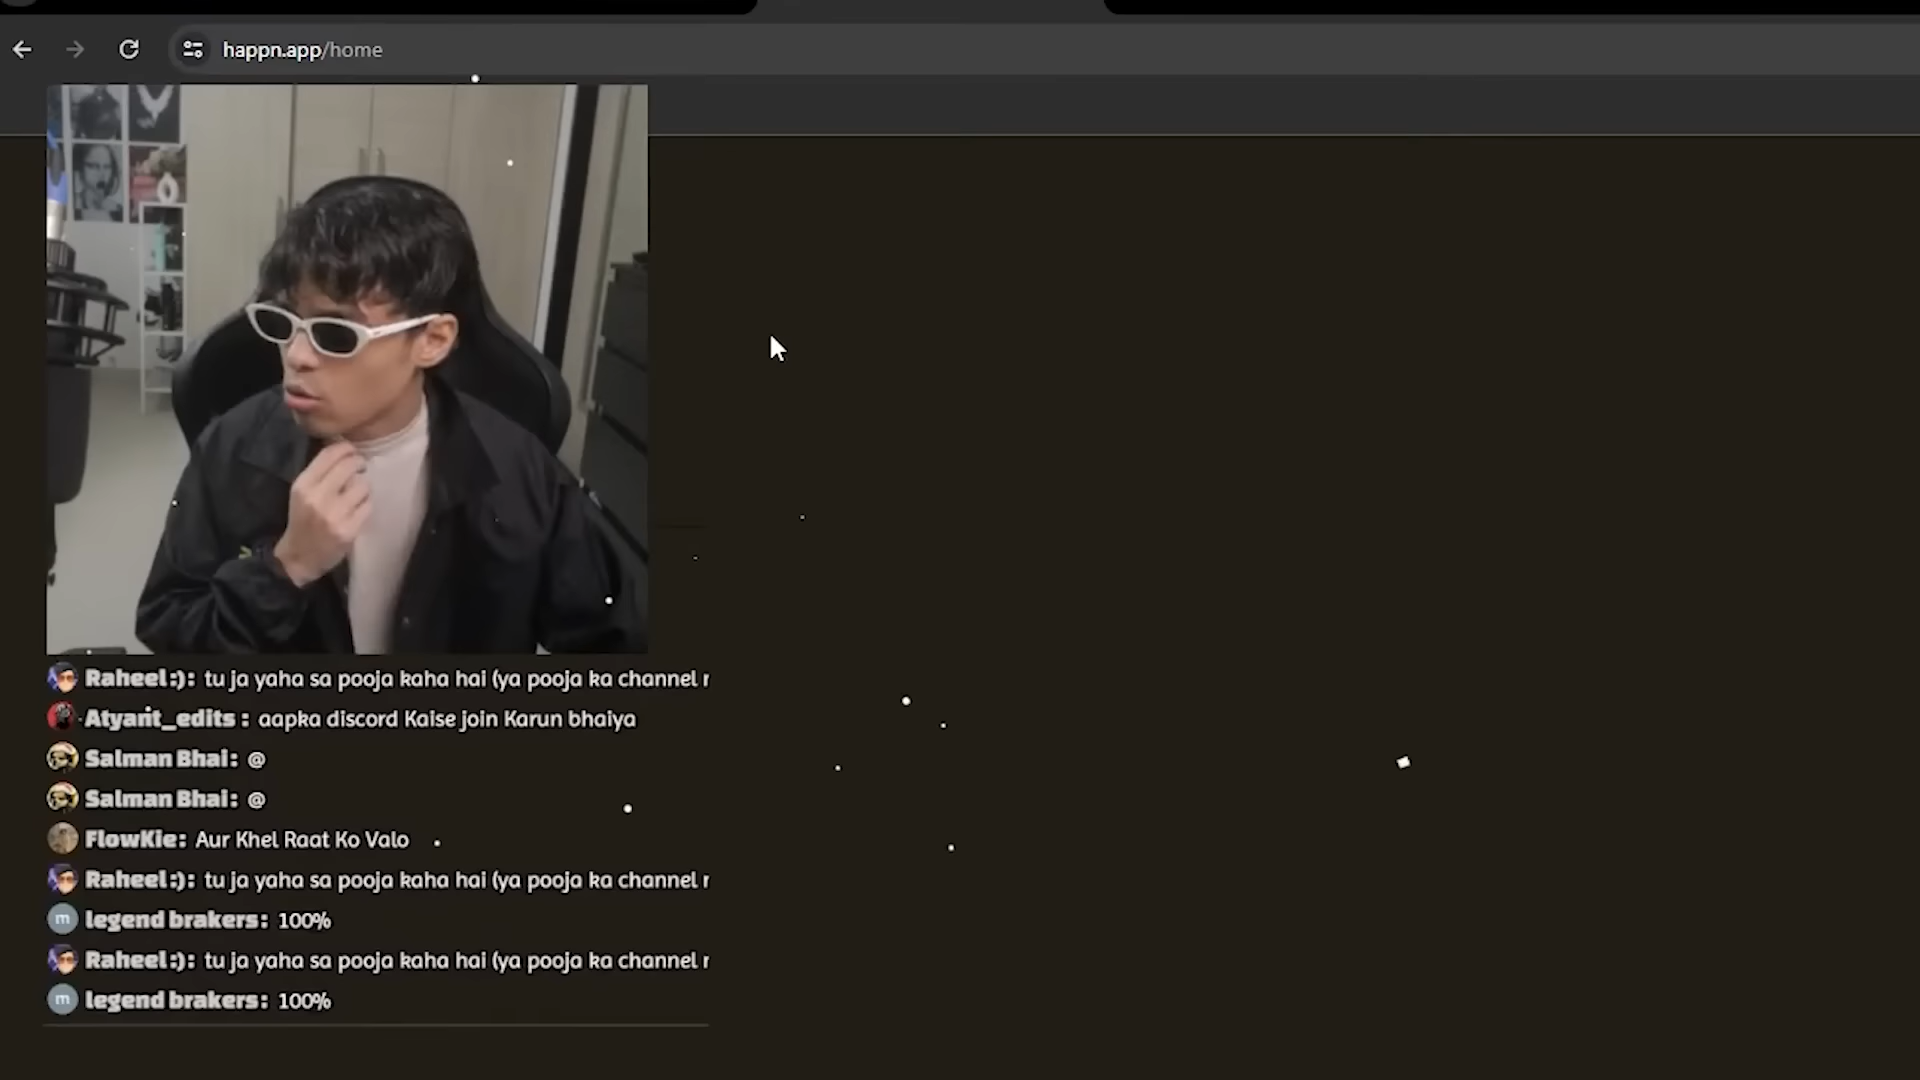 happn.app/home
Raheel:): tu ja yaha sa pooja kaha hai (ya pooja ka channel r
Atyant_edits : aapka discord Kaise join Karun bhaiya
Salman Bhai: @
Salman Bhai: @
FlowKie: Aur Khel Raat Ko Valo
Raheel:): tu ja yaha sa pooja kaha hai (ya pooja ka channel r
m legend brakers: 100%
Raheel:): tu ja yaha sa pooja kaha hai (ya pooja ka channel r
m legend brakers: 100%